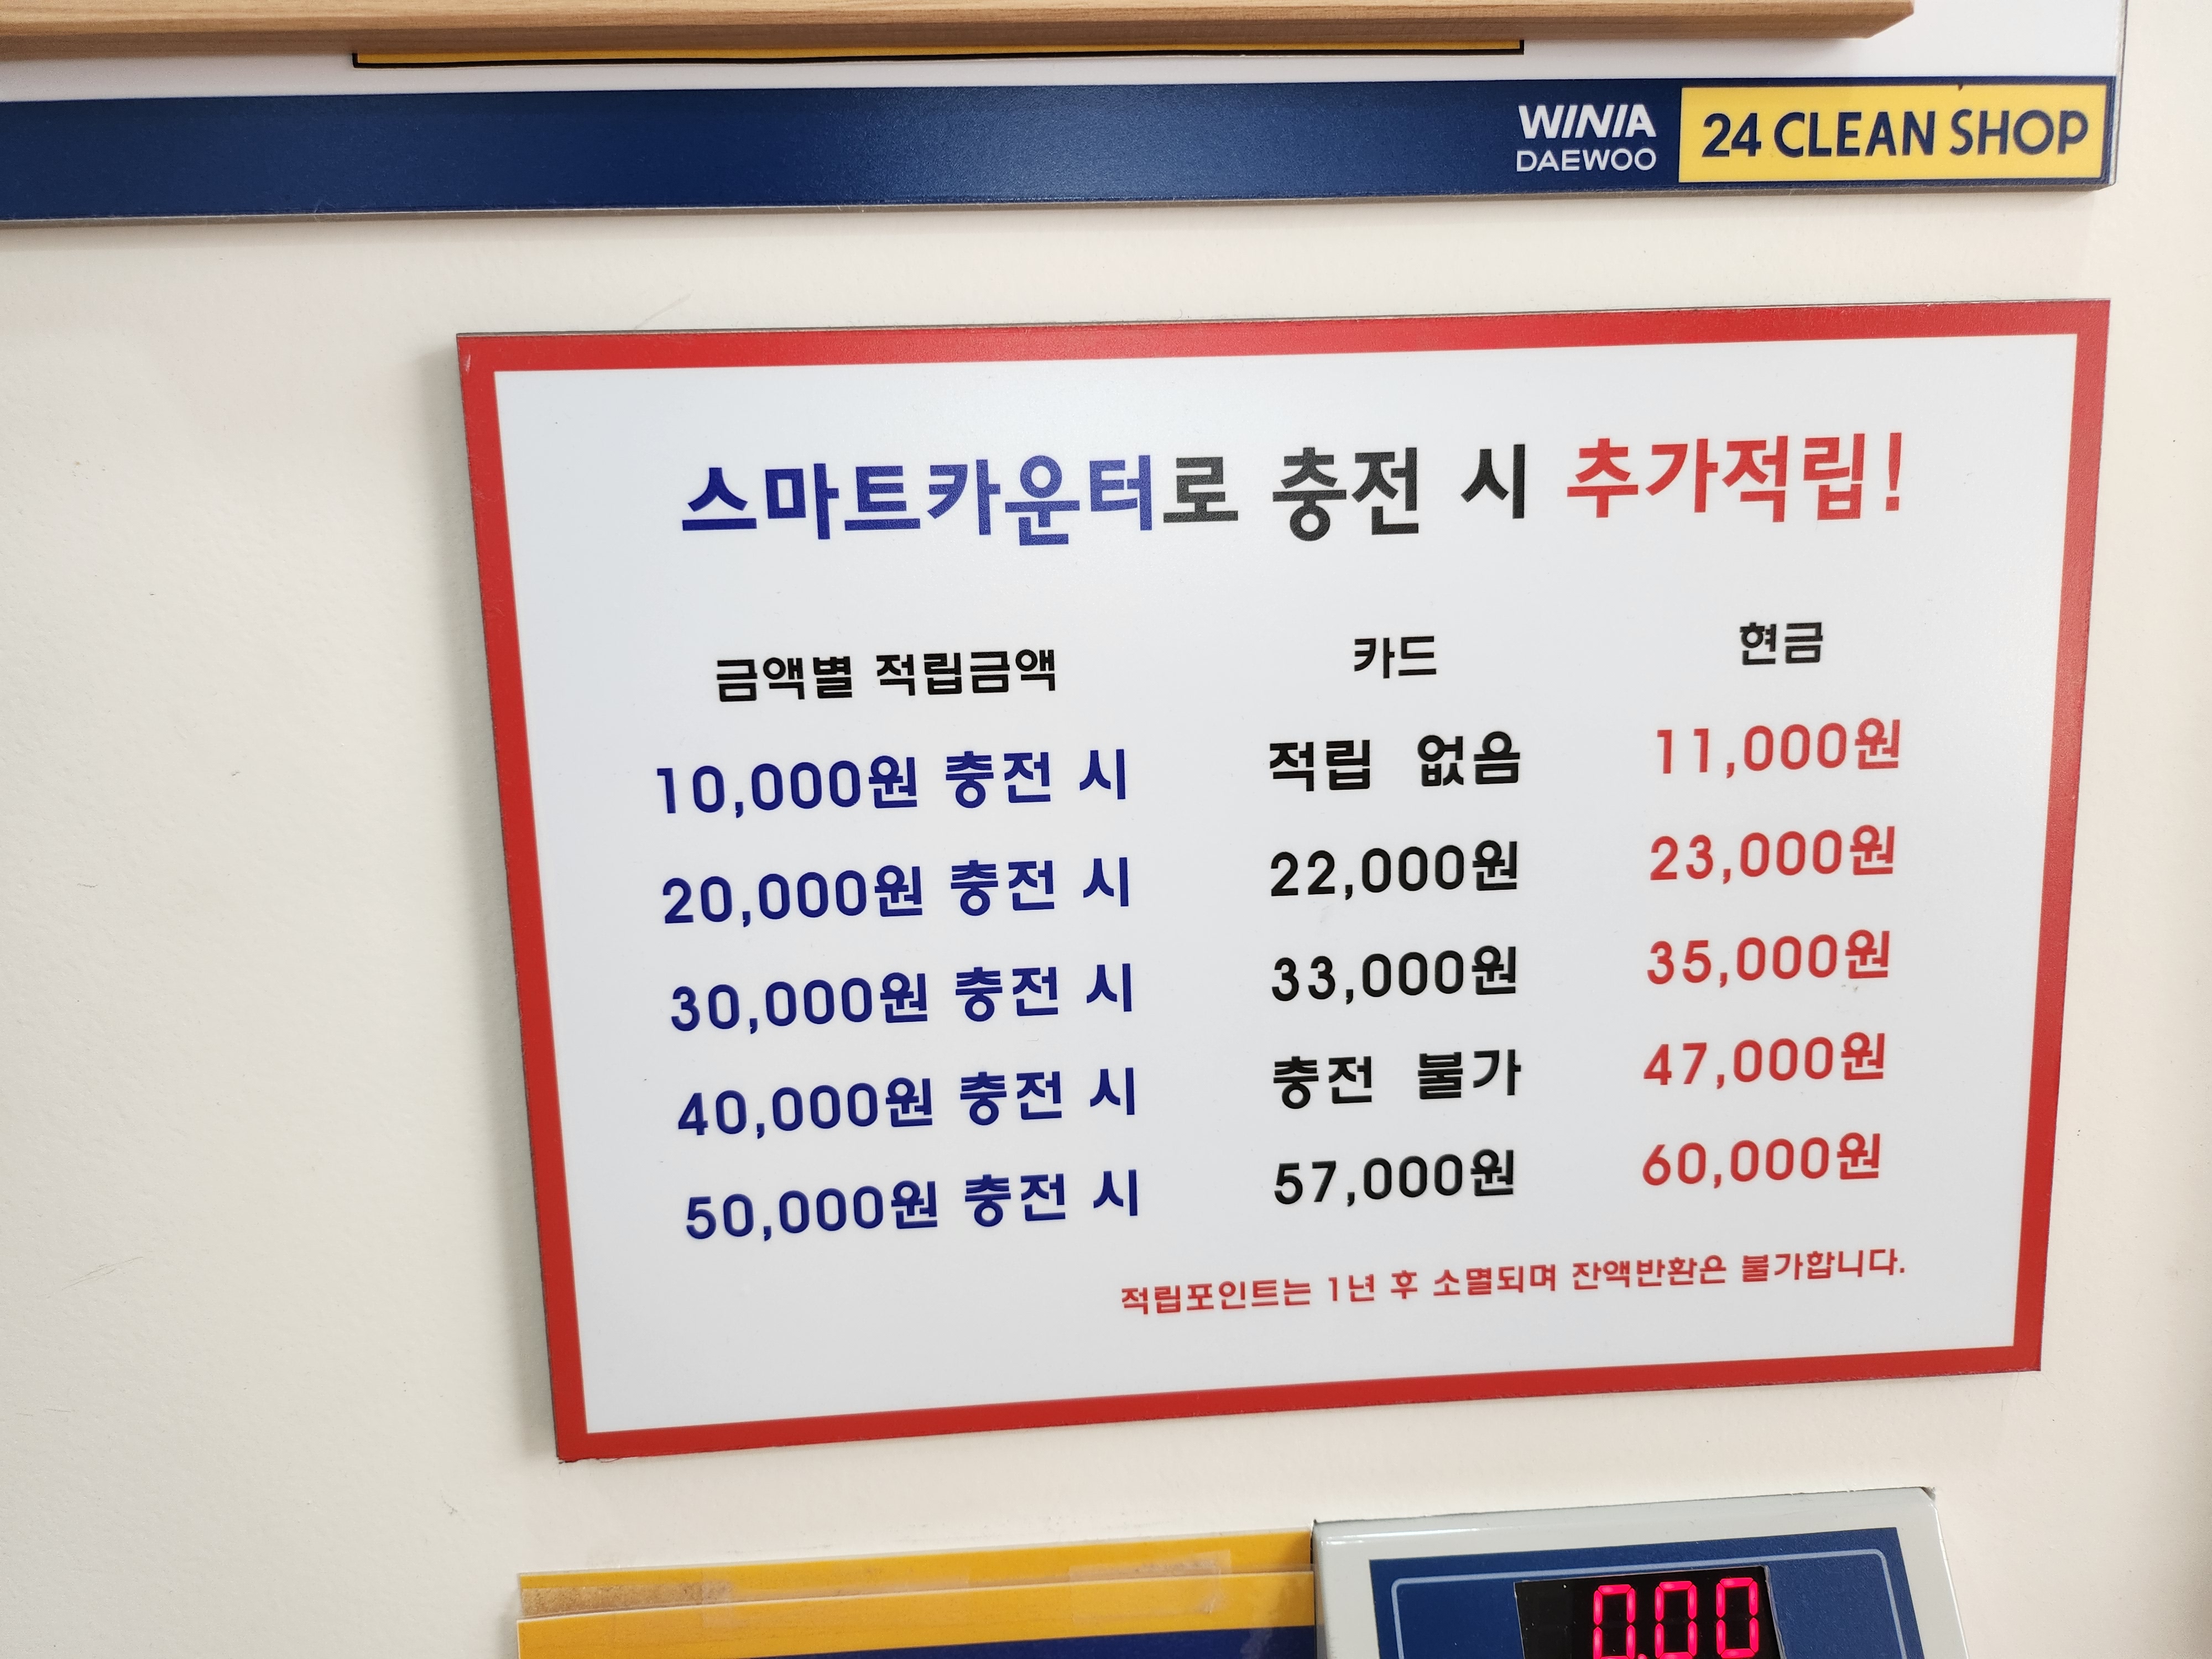 WINIA
DAEWOO
24 CLEAN SHOP
스마트카운터로 충전 시 추가적립!
금액별 적립금액 카드 현금
10,000원 충전 시 적립 없음 11,000원
20,000원 충전 시 22,000원 23,000원
30,000원 충전 시 33,000원 35,000원
40,000원 충전 시 충전 불가 47,000원
50,000원 충전 시 57,000원 60,000원
적립포인트는 1년 후 소멸되며 잔액반환은 불가합니다.
0.00